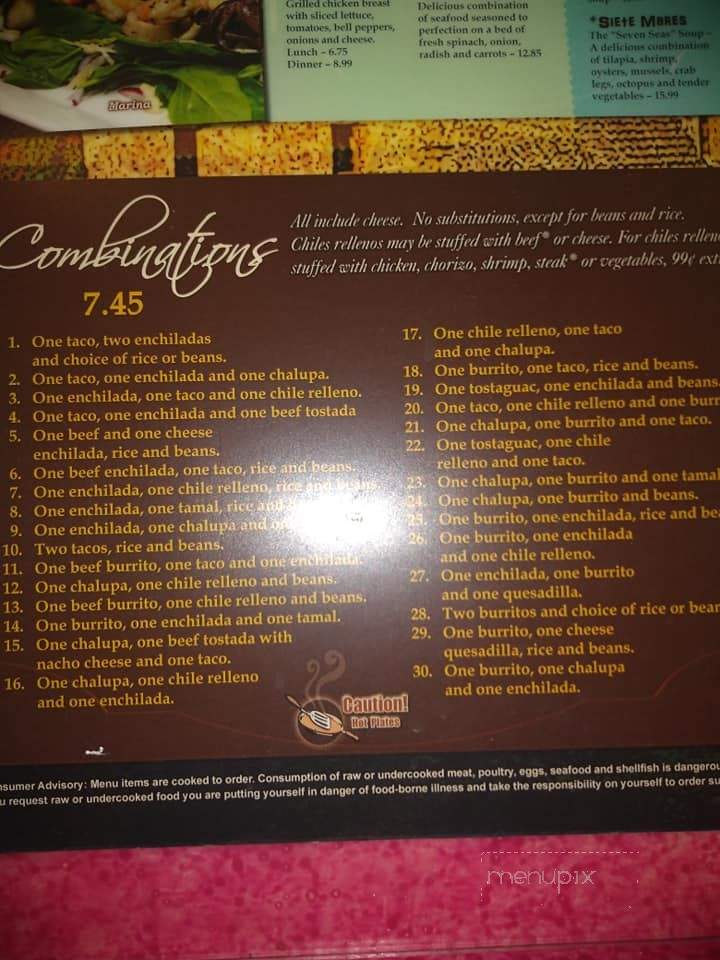 Grilled chicken breast
with sliced lettuce,
tomatoes, bell peppers,
onions and cheese.
Lunch – 6.75
Dinner – 8.99
Delicious combination
of seafood seasoned to
perfection on a bed of
fresh spinach, onion,
radish and carrots – 12.85
*Siete Mares
The "Seven Seas" Soup –
A delicious combination
of tilapia, shrimp,
oysters, mussels, crab
legs, octopus and tender
vegetables – 15.99
Marina
Combinations
7.45
All include cheese. No substitutions, except for beans and rice.
Chiles rellenos may be stuffed with beef* or cheese. For chiles
stuffed with chicken, chorizo, shrimp, steak* or vegetables, 99¢
1. One taco, two enchiladas
and choice of rice or beans.
2. One taco, one enchilada and one chalupa.
3. One enchilada, one taco and one chile relleno.
4. One taco, one enchilada and one beef tostada
5. One beef and one cheese
enchilada, rice and beans.
6. One beef enchilada, one taco, rice and beans.
7. One enchilada, one chile relleno, rice and beans.
8. One enchilada, one tamal, rice and
9. One enchilada, one chalupa and
10. Two tacos, rice and beans.
11. One beef burrito, one taco and one enchilada.
12. One chalupa, one chile relleno and beans.
13. One beef burrito, one chile relleno and beans.
14. One burrito, one enchilada and one tamal.
15. One chalupa, one beef tostada with
nacho cheese and one taco.
16. One chalupa, one chile relleno
and one enchilada.
17. One chile relleno, one taco
and one chalupa.
18. One burrito, one taco, rice and beans.
19. One tostaguac, one enchilada and beans
20. One taco, one chile relleno and one
21. One chalupa, one burrito and one taco.
22. One tostaguac, one chile
relleno and one taco.
23. One chalupa, one burrito and one tamal
24. One chalupa, one burrito and beans.
25. One burrito, one enchilada, rice and
26. One burrito, one enchilada
and one chile relleno.
27. One enchilada, one burrito
and one quesadilla.
28. Two burritos and choice of rice or
29. One burrito, one cheese
quesadilla, rice and beans.
30. One burrito, one chalupa
and one enchilada.
Caution!
Hot Plates
Advisory: Menu items are cooked to order. Consumption of raw or undercooked meat, poultry, eggs, seafood and shellfish is
request raw or undercooked food you are putting yourself in danger of food-borne illness and take the responsibility on yourself to order
menupix